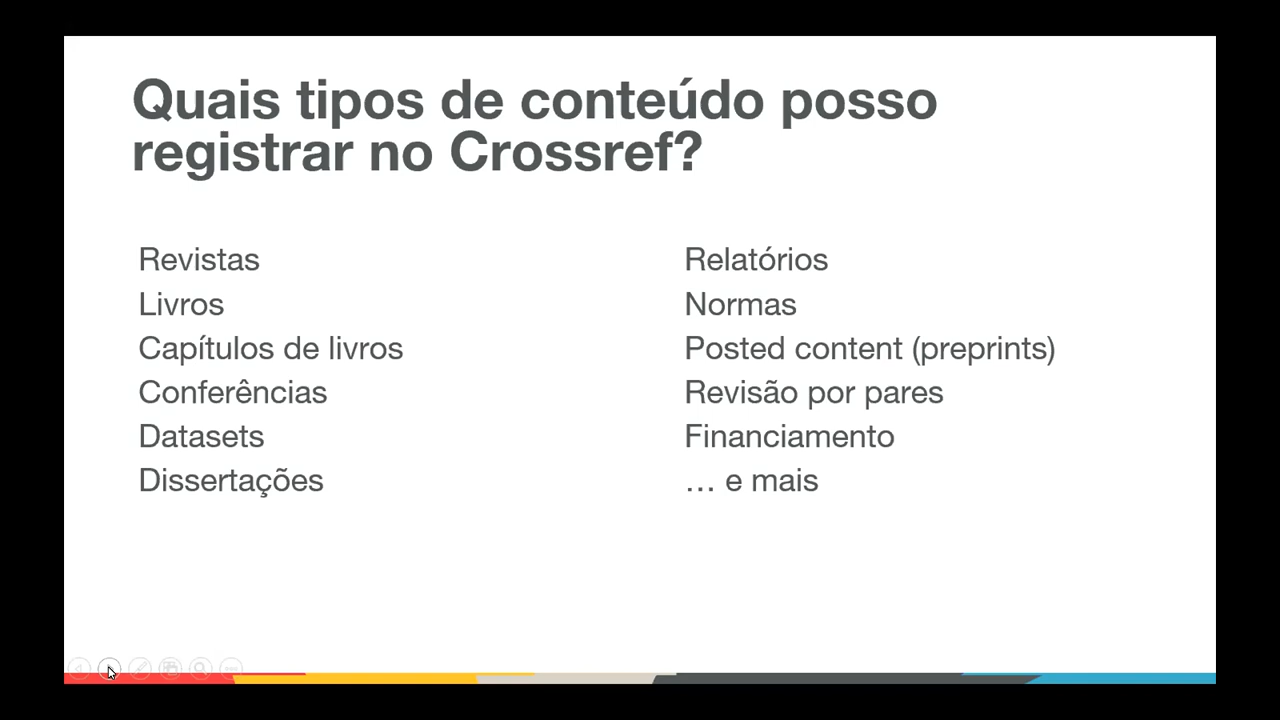 Quais tipos de conteúdo posso
registrar no Crossref?
Revistas
Livros
Capítulos de livros
Conferências
Datasets
Dissertações
Relatórios
Normas
Posted content (preprints)
Revisão por pares
Financiamento
… e mais